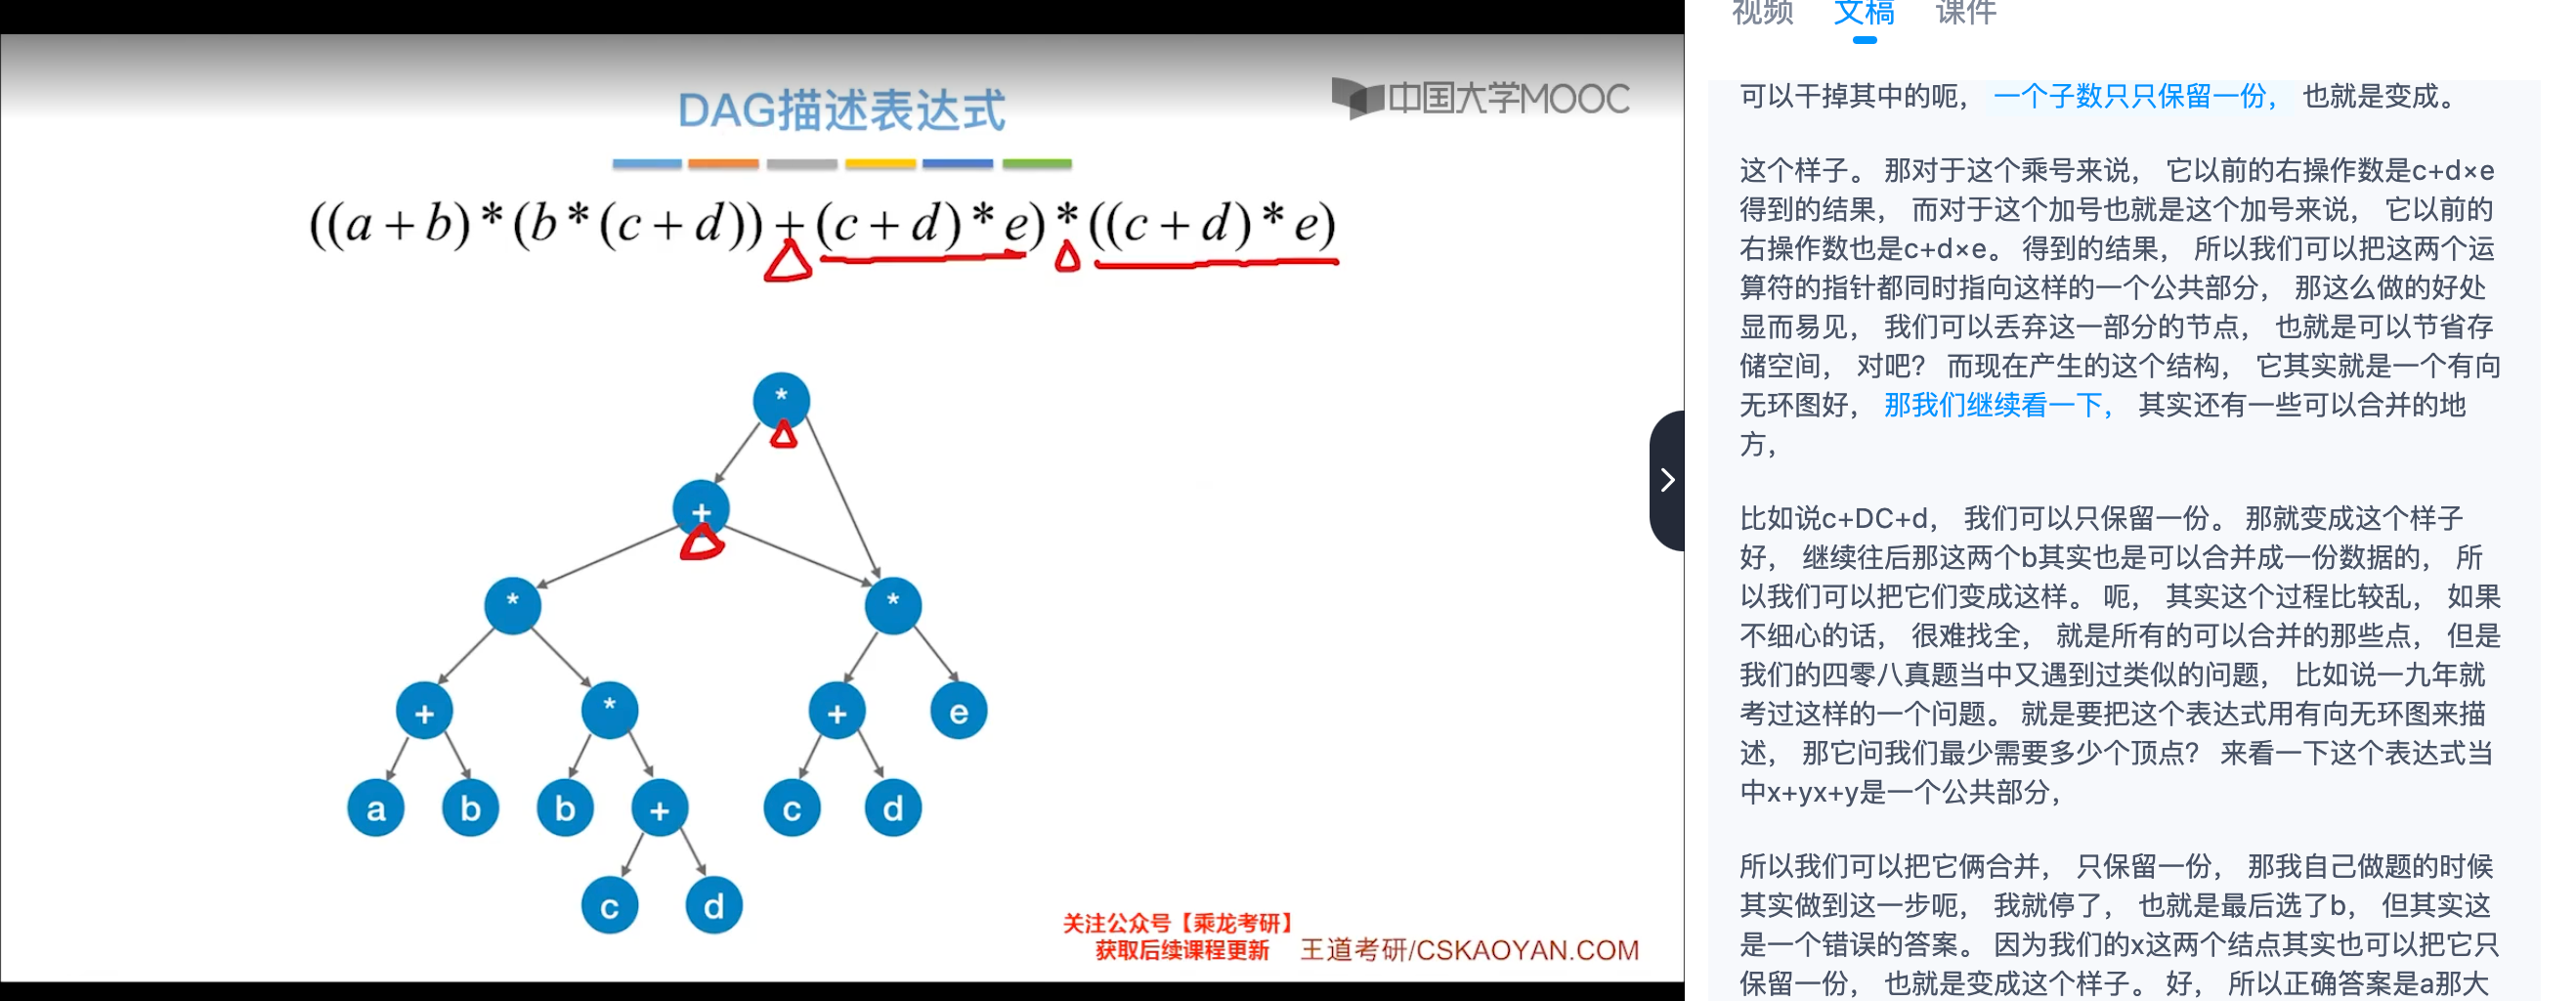 DAG描述表达式
中国大学MOOC
((a+b)*(b*(c+d))+(c+d)*e)*((c+d)*e)
*
+
* *
+ * + e
a b b + c d
c d
关注公众号【乘龙考研】
获取后续课程更新
王道考研/CSKAOYAN.COM
视频 文稿 课件
可以干掉其中的呃， 一个子数只只保留一份， 也就是变成。
这个样子。 那对于这个乘号来说， 它以前的右操作数是c+d×e
得到的结果， 而对于这个加号也就是这个加号来说， 它以前的
右操作数也是c+d×e。 得到的结果， 所以我们可以把这两个运
算符的指针都同时指向这样的一个公共部分， 那这么做的好处
显而易见， 我们可以丢弃这一部分的节点， 也就是可以节省存
储空间， 对吧？ 而现在产生的这个结构， 它其实就是一个有向
无环图好， 那我们继续看一下， 其实还有一些可以合并的地
方，
比如说c+DC+d， 我们可以只保留一份。 那就变成这个样子
好， 继续往后那这两个b其实也是可以合并成一份数据的， 所
以我们可以把它们变成这样。 呃， 其实这个过程比较乱， 如果
不细心的话， 很难找全， 就是所有的可以合并的那些点， 但是
我们的四零八真题当中又遇到过类似的问题， 比如说一九年就
考过这样的一个问题。 就是要把这个表达式用有向无环图来描
述， 那它问我们最少需要多少个顶点？ 来看一下这个表达式当
中x+yx+y是一个公共部分，
所以我们可以把它俩合并， 只保留一份， 那我自己做题的时候
其实做到这一步呃， 我就停了， 也就是最后选了b， 但其实这
是一个错误的答案。 因为我们的x这两个结点其实也可以把它只
保留一份， 也就是变成这个样子。 好， 所以正确答案是a那大